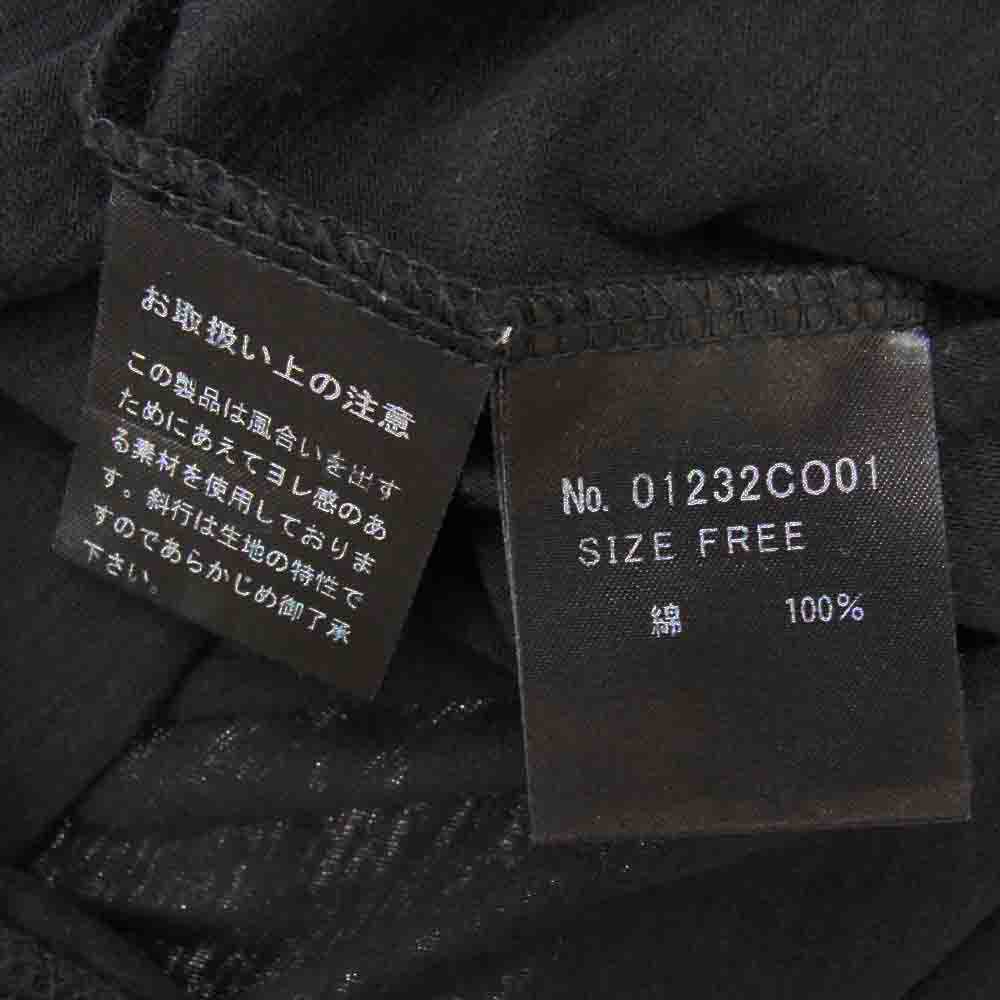 お取扱い上の注意
この製品は風合いを出す
ためにあえてヨレ感のあ
る素材を使用しておりま
す。斜行は生地の特性で
すのであらかじめ御了承
下さい。
No. 01232CO01
SIZE FREE
綿 100%